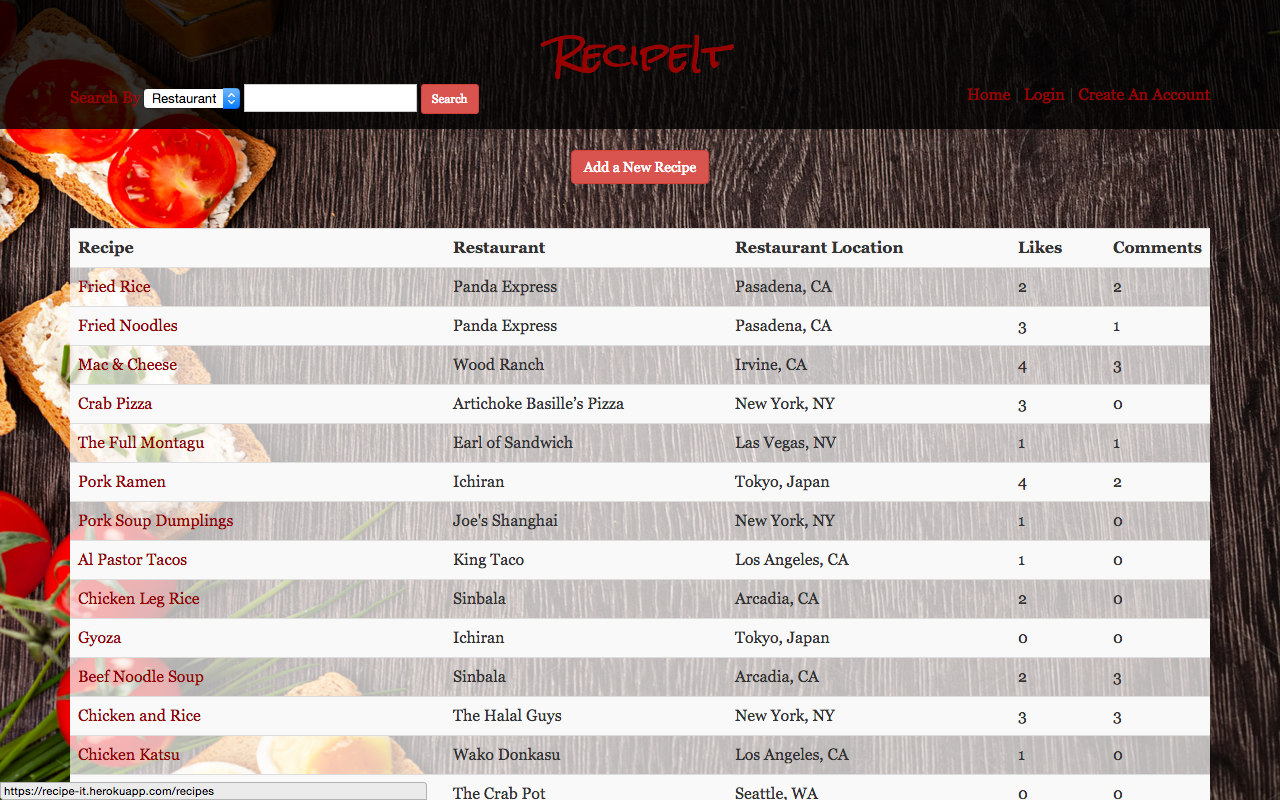 RecipeIt
Search By Restaurant Search Home | Login | Create An Account
Add a New Recipe
Recipe Restaurant Restaurant Location Likes Comments
Fried Rice Panda Express Pasadena, CA 2 2
Fried Noodles Panda Express Pasadena, CA 3 1
Mac & Cheese Wood Ranch Irvine, CA 4 3
Crab Pizza Artichoke Basille’s Pizza New York, NY 3 0
The Full Montagu Earl of Sandwich Las Vegas, NV 1 1
Pork Ramen Ichiran Tokyo, Japan 4 2
Pork Soup Dumplings Joe's Shanghai New York, NY 1 0
Al Pastor Tacos King Taco Los Angeles, CA 1 0
Chicken Leg Rice Sinbala Arcadia, CA 2 0
Gyoza Ichiran Tokyo, Japan 0 0
Beef Noodle Soup Sinbala Arcadia, CA 2 3
Chicken and Rice The Halal Guys New York, NY 3 3
Chicken Katsu Wako Donkasu Los Angeles, CA 1 0
The Crab Pot Seattle, WA 0 0
https://recipe-it.herokuapp.com/recipes